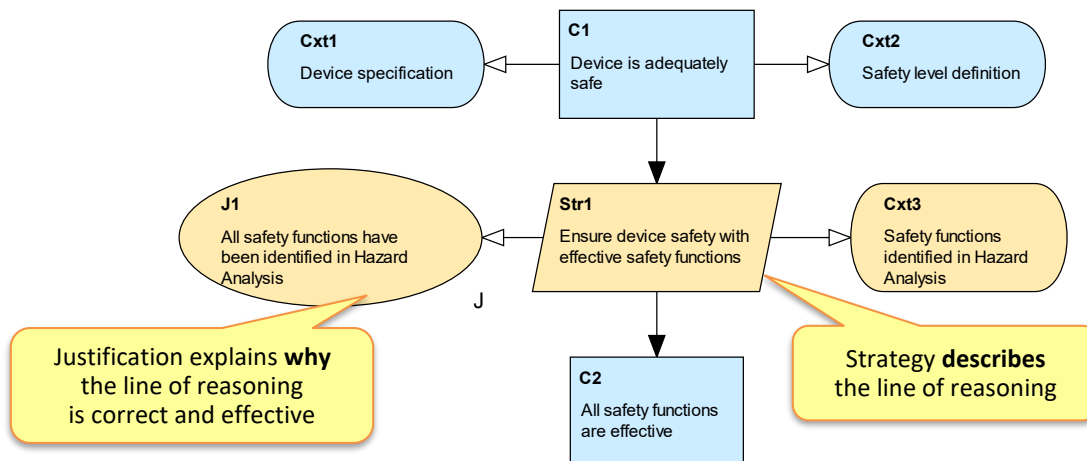 Cxt1
Device specification
C1
Device is adequately
safe
Cxt2
Safety level definition
J1
All safety functions have
been identified in Hazard
Analysis
J
Str1
Ensure device safety with
effective safety functions
Cxt3
Safety functions
identified in Hazard
Analysis
Justification explains why
the line of reasoning
is correct and effective
C2
All safety functions
are effective
Strategy describes
the line of reasoning